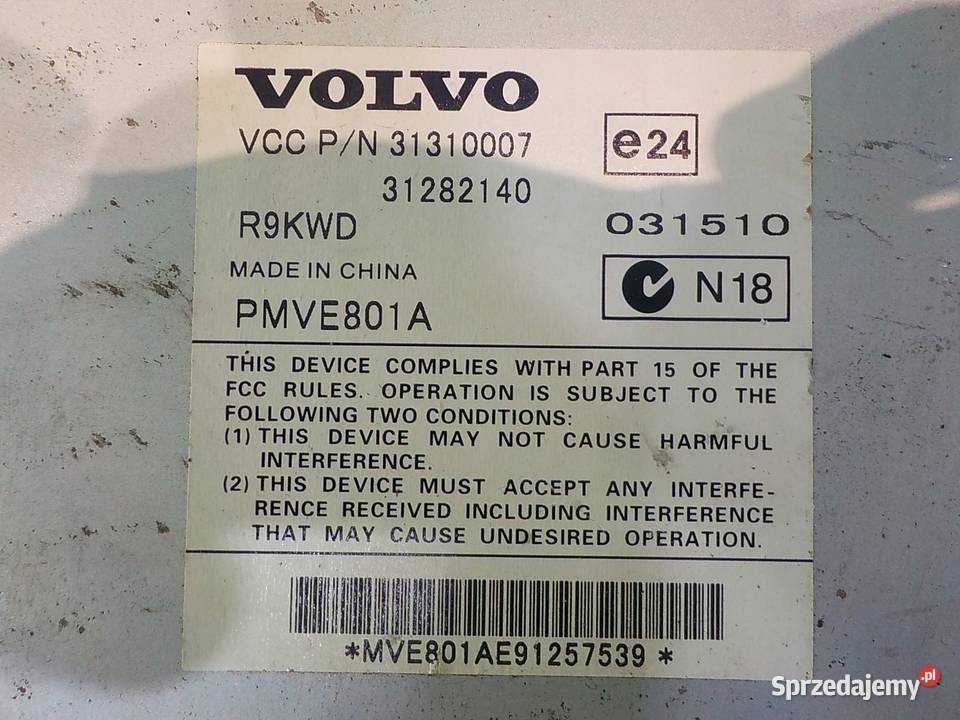 VOLVO
VCC P/N 31310007
e24
31282140
R9KWD
031510
MADE IN CHINA
N18
PMVE801A
THIS DEVICE COMPLIES WITH PART 15 OF THE
FCC RULES. OPERATION IS SUBJECT TO THE
FOLLOWING TWO CONDITIONS:
(1) THIS DEVICE MAY NOT CAUSE HARMFUL
INTERFERENCE.
(2) THIS DEVICE MUST ACCEPT ANY INTERFE-
RENCE RECEIVED INCLUDING INTERFERENCE
THAT MAY CAUSE UNDESIRED OPERATION.
*MVE801AE91257539 *
Sprzedajemy.pl